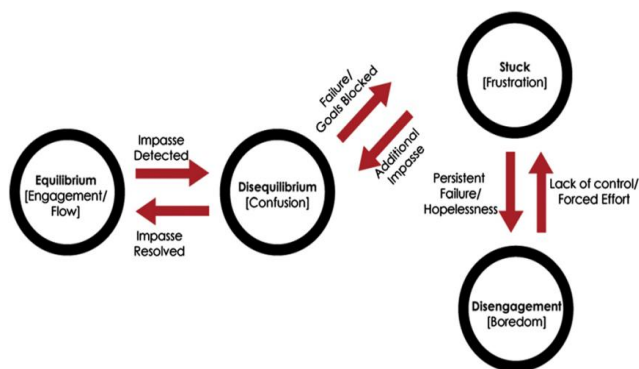 Equilibrium
[Engagement/
Flow]
Impasse
Detected
Impasse
Resolved
Disequilibrium
[Confusion]
Failure/
Goals Blocked
Additional
Impasse
Stuck
[Frustration]
Persistent
Failure/
Hopelessness
Lack of control/
Forced Effort
Disengagement
[Boredom]